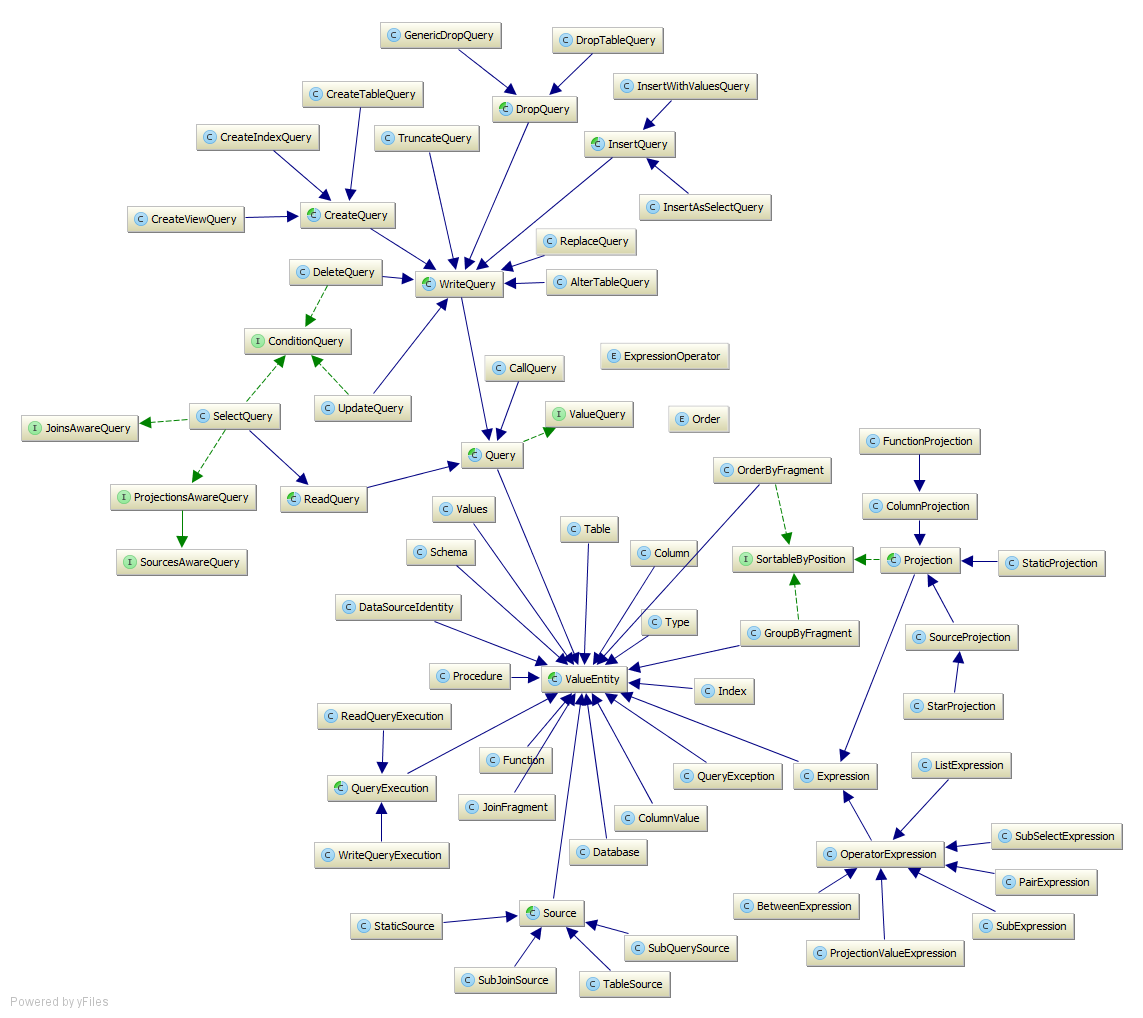 C GenericDropQuery
C DropTableQuery
C InsertWithValuesQuery
C CreateTableQuery
C DropQuery
C CreateIndexQuery
C TruncateQuery
C InsertQuery
C InsertAsSelectQuery
C CreateViewQuery
C CreateQuery
C ReplaceQuery
C DeleteQuery
C WriteQuery
C AlterTableQuery
I ConditionQuery
E ExpressionOperator
C CallQuery
C UpdateQuery
I ValueQuery
C SelectQuery
E Order
I JoinsAwareQuery
C FunctionProjection
C Query
C OrderByFragment
I ProjectionsAwareQuery
C ReadQuery
C ColumnProjection
C Values
C Table
C Schema
C Column
I SortableByPosition
C Projection
C StaticProjection
I SourcesAwareQuery
C DataSourceIdentity
C Type
C GroupByFragment
C SourceProjection
C Procedure
C ValueEntity
C Index
C StarProjection
C ReadQueryExecution
C Function
C QueryException
C Expression
C ListExpression
C QueryExecution
C JoinFragment
C ColumnValue
C SubSelectExpression
C WriteQueryExecution
C Database
C OperatorExpression
C PairExpression
C BetweenExpression
C Source
C StaticSource
C SubExpression
C SubQuerySource
C ProjectionValueExpression
C SubJoinSource
C TableSource
Powered by yFiles